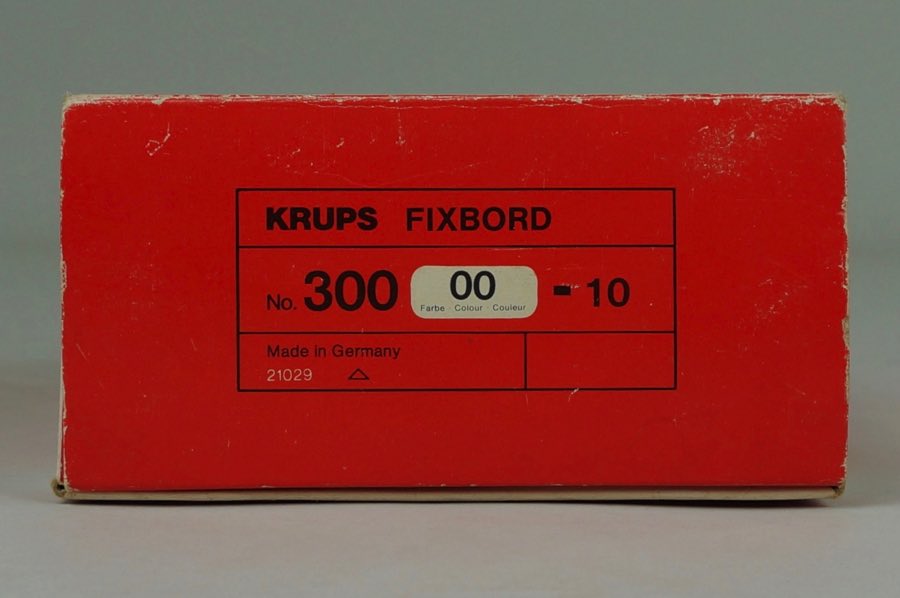 KRUPS FIXBORD
No. 300 00 - 10
Farbe · Colour · Couleur
Made in Germany
21029